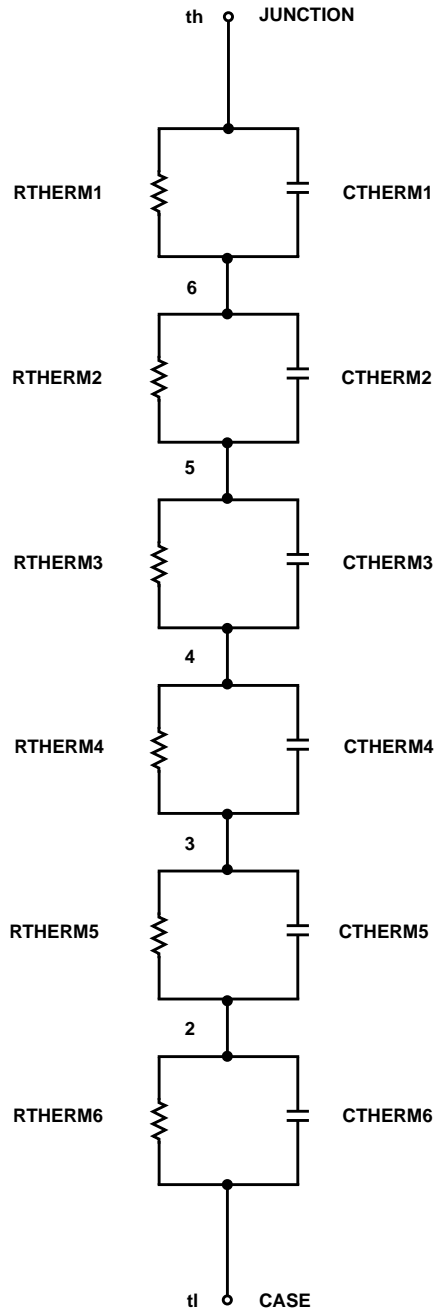 th JUNCTION
RTHERM1 CTHERM1
6
RTHERM2 CTHERM2
5
RTHERM3 CTHERM3
4
RTHERM4 CTHERM4
3
RTHERM5 CTHERM5
2
RTHERM6 CTHERM6
tl CASE